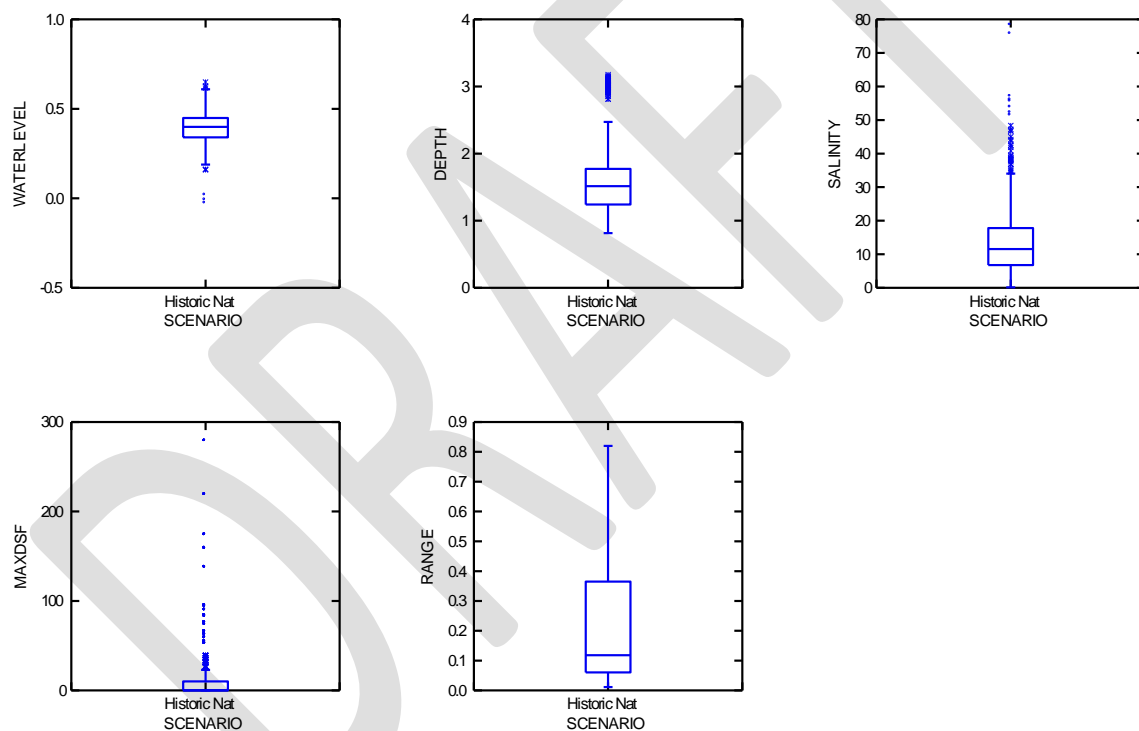 1.0
0.5
0.0
-0.5
WATERLEVEL
Historic Nat
SCENARIO
4
3
2
1
0
DEPTH
Historic Nat
SCENARIO
80
70
60
50
40
30
20
10
0
SALINITY
Historic Nat
SCENARIO
300
200
100
0
MAXDSF
Historic Nat
SCENARIO
0.9
0.8
0.7
0.6
0.5
0.4
0.3
0.2
0.1
0.0
RANGE
Historic Nat
SCENARIO
DRAFT